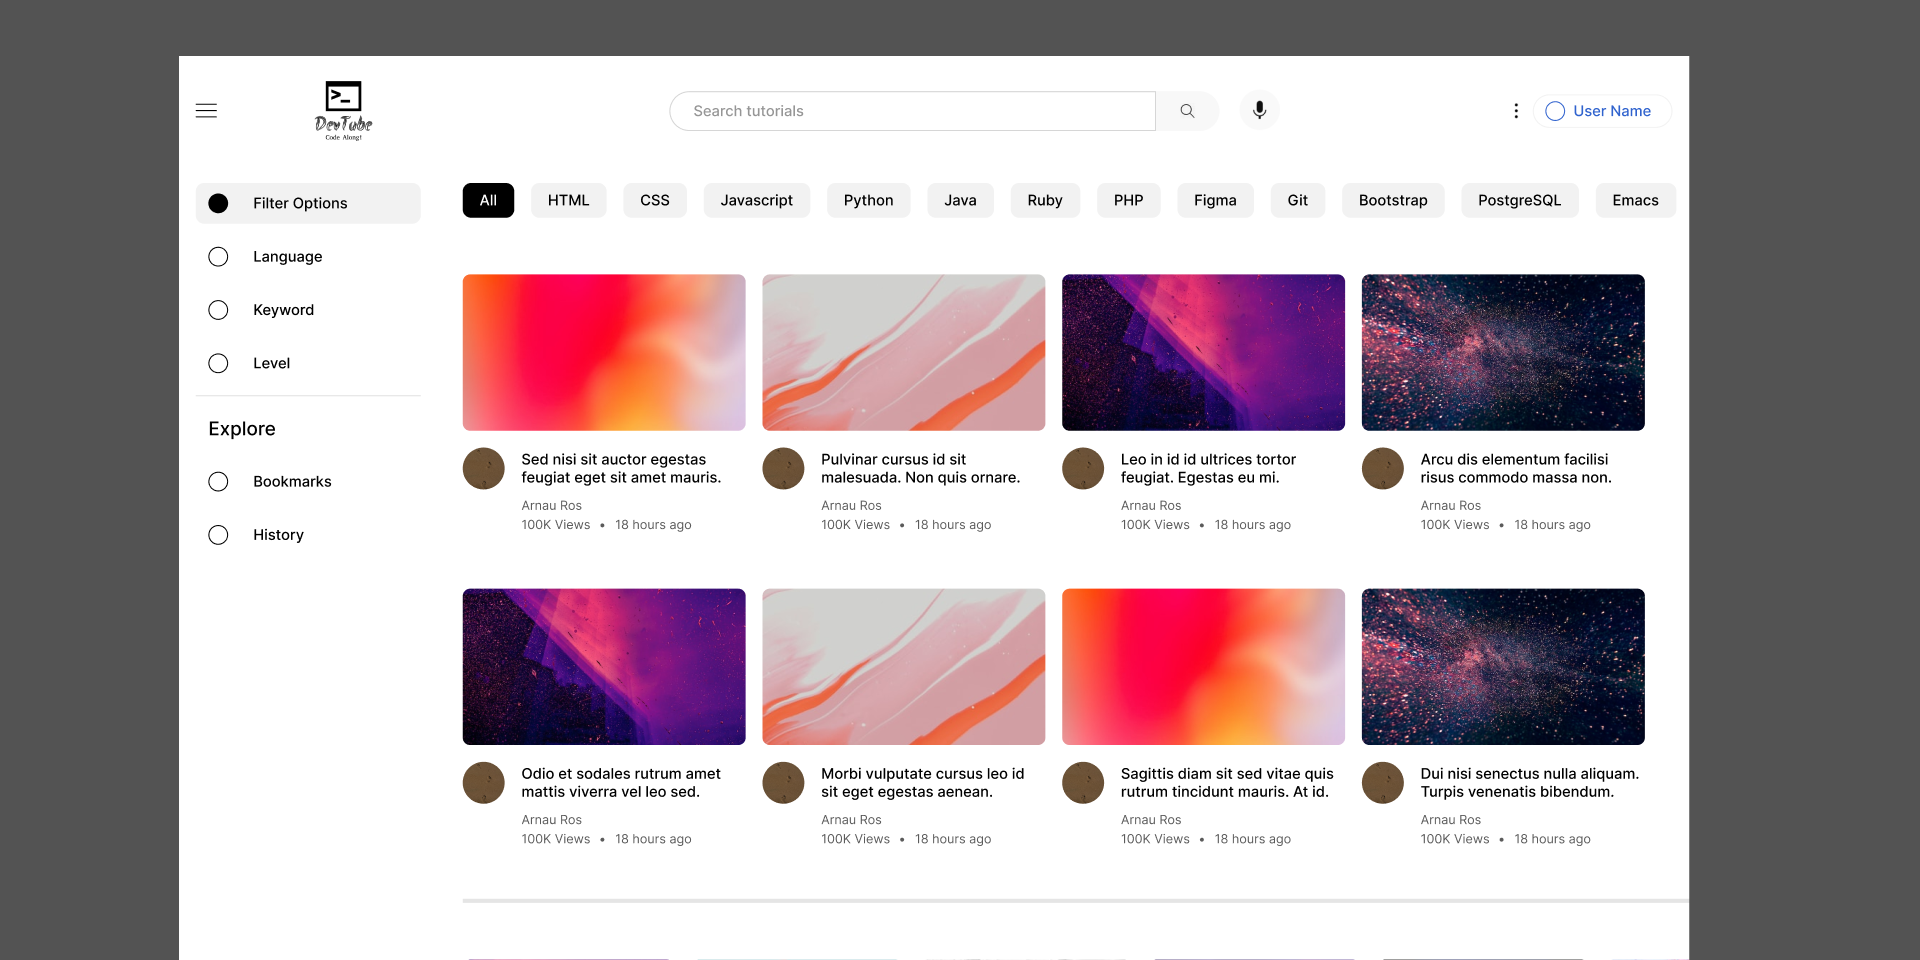 >_
DevTube
Code Along!
Search tutorials
User Name
Filter Options
Language
Keyword
Level
Explore
Bookmarks
History
All
HTML
CSS
Javascript
Python
Java
Ruby
PHP
Figma
Git
Bootstrap
PostgreSQL
Emacs
Sed nisi sit auctor egestas
feugiat eget sit amet mauris.
Arnau Ros
100K Views • 18 hours ago
Pulvinar cursus id sit
malesuada. Non quis ornare.
Arnau Ros
100K Views • 18 hours ago
Leo in id id ultrices tortor
feugiat. Egestas eu mi.
Arnau Ros
100K Views • 18 hours ago
Arcu dis elementum facilisi
risus commodo massa non.
Arnau Ros
100K Views • 18 hours ago
Odio et sodales rutrum amet
mattis viverra vel leo sed.
Arnau Ros
100K Views • 18 hours ago
Morbi vulputate cursus leo id
sit eget egestas aenean.
Arnau Ros
100K Views • 18 hours ago
Sagittis diam sit sed vitae quis
rutrum tincidunt mauris. At id.
Arnau Ros
100K Views • 18 hours ago
Dui nisi senectus nulla aliquam.
Turpis venenatis bibendum.
Arnau Ros
100K Views • 18 hours ago